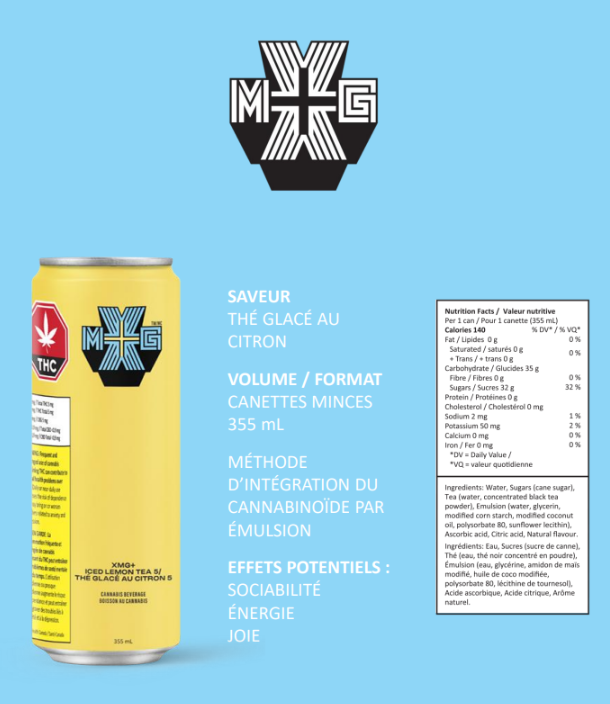 MXG
SAVEUR
THÉ GLACÉ AU
CITRON
VOLUME / FORMAT
CANETTES MINCES
355 mL
MÉTHODE
D'INTÉGRATION DU
CANNABINOÏDE PAR
ÉMULSION
EFFETS POTENTIELS :
SOCIABILITÉ
ÉNERGIE
JOIE
THC
MXG
XMG+
ICED LEMON TEA 5/
THÉ GLACÉ AU CITRON 5
CANNABIS BEVERAGE
BOISSON AU CANNABIS
355 mL
Nutrition Facts / Valeur nutritive
Per 1 can / Pour 1 canette (355 mL)
Calories 140 % DV* / % VQ*
Fat / Lipides 0 g 0 %
Saturated / saturés 0 g
+ Trans / + trans 0 g 0 %
Carbohydrate / Glucides 35 g
Fibre / Fibres 0 g 0 %
Sugars / Sucres 32 g 32 %
Protein / Protéines 0 g
Cholesterol / Cholestérol 0 mg
Sodium 2 mg 1 %
Potassium 50 mg 2 %
Calcium 0 mg 0 %
Iron / Fer 0 mg 0 %
*DV = Daily Value /
*VQ = valeur quotidienne
Ingredients: Water, Sugars (cane sugar),
Tea (water, concentrated black tea
powder), Emulsion (water, glycerin,
modified corn starch, modified coconut
oil, polysorbate 80, sunflower lecithin),
Ascorbic acid, Citric acid, Natural flavour.
Ingrédients: Eau, Sucres (sucre de canne),
Thé (eau, thé noir concentré en poudre),
Émulsion (eau, glycérine, amidon de maïs
modifié, huile de coco modifiée,
polysorbate 80, lécithine de tournesol),
Acide ascorbique, Acide citrique, Arôme
naturel.